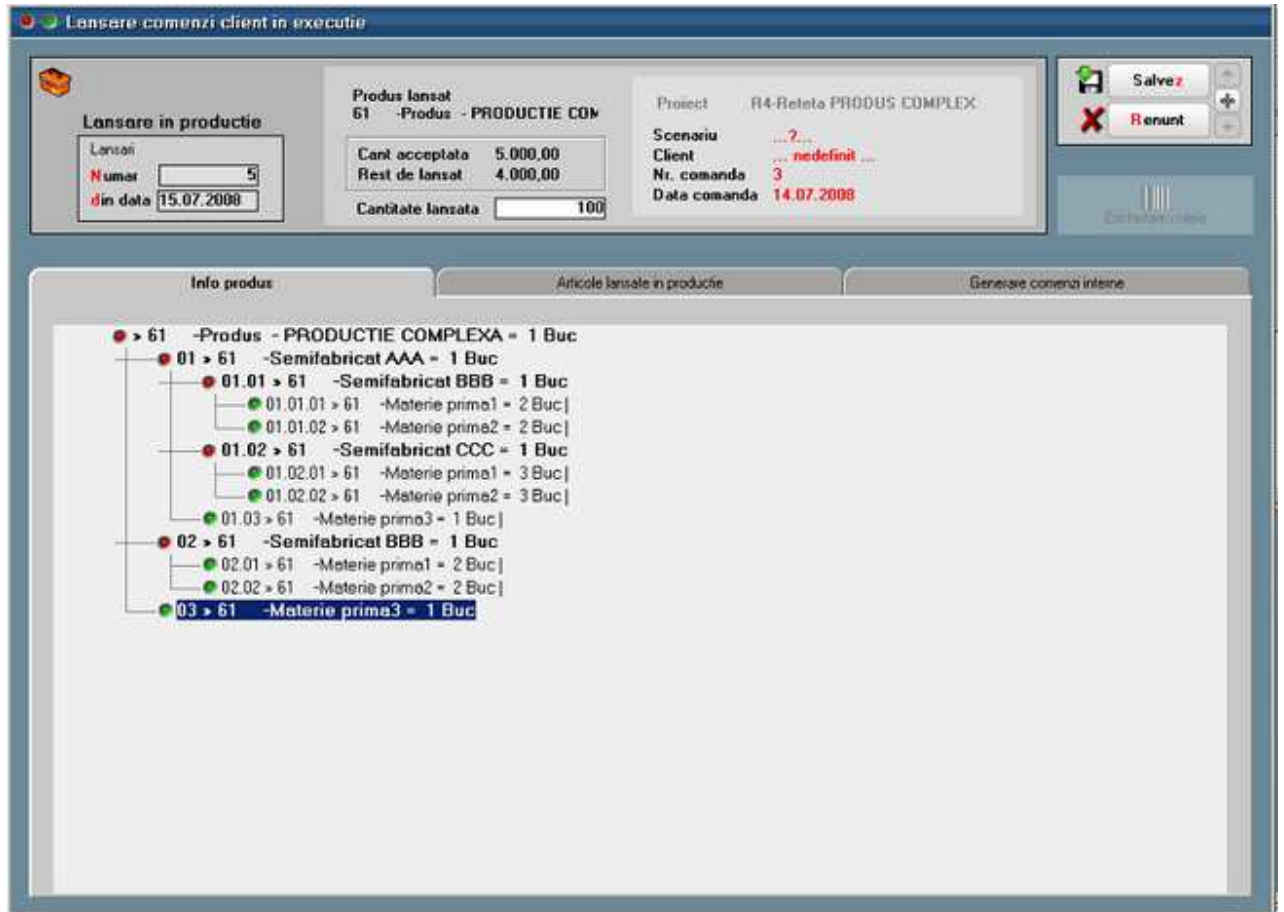 Lansare comenzi client in executie
Lansare in productie
Lansari
Numar 5
din data 15.07.2008
Produs lansat
61 -Produs - PRODUCTIE COM
Cant acceptata 5.000,00
Rest de lansat 4.000,00
Cantitate lansata 100
Proiect R4-Reteta PRODUS COMPLEX
Scenariu ...?...
Client ... nedefinit ...
Nr. comanda 3
Data comanda 14.07.2008
Salvez
Renunt
Info produs
Articole lansate in productie
Generare comenzi interne
> 61 -Produs - PRODUCTIE COMPLEXA = 1 Buc
01 > 61 -Semifabricat AAA = 1 Buc
01.01 > 61 -Semifabricat BBB = 1 Buc
01.01.01 > 61 -Materie prima1 = 2 Buc|
01.01.02 > 61 -Materie prima2 = 2 Buc|
01.02 > 61 -Semifabricat CCC = 1 Buc
01.02.01 > 61 -Materie prima1 = 3 Buc|
01.02.02 > 61 -Materie prima2 = 3 Buc|
01.03 > 61 -Materie prima3 = 1 Buc|
02 > 61 -Semifabricat BBB = 1 Buc
02.01 > 61 -Materie prima1 = 2 Buc|
02.02 > 61 -Materie prima2 = 2 Buc|
03 > 61 -Materie prima3 = 1 Buc